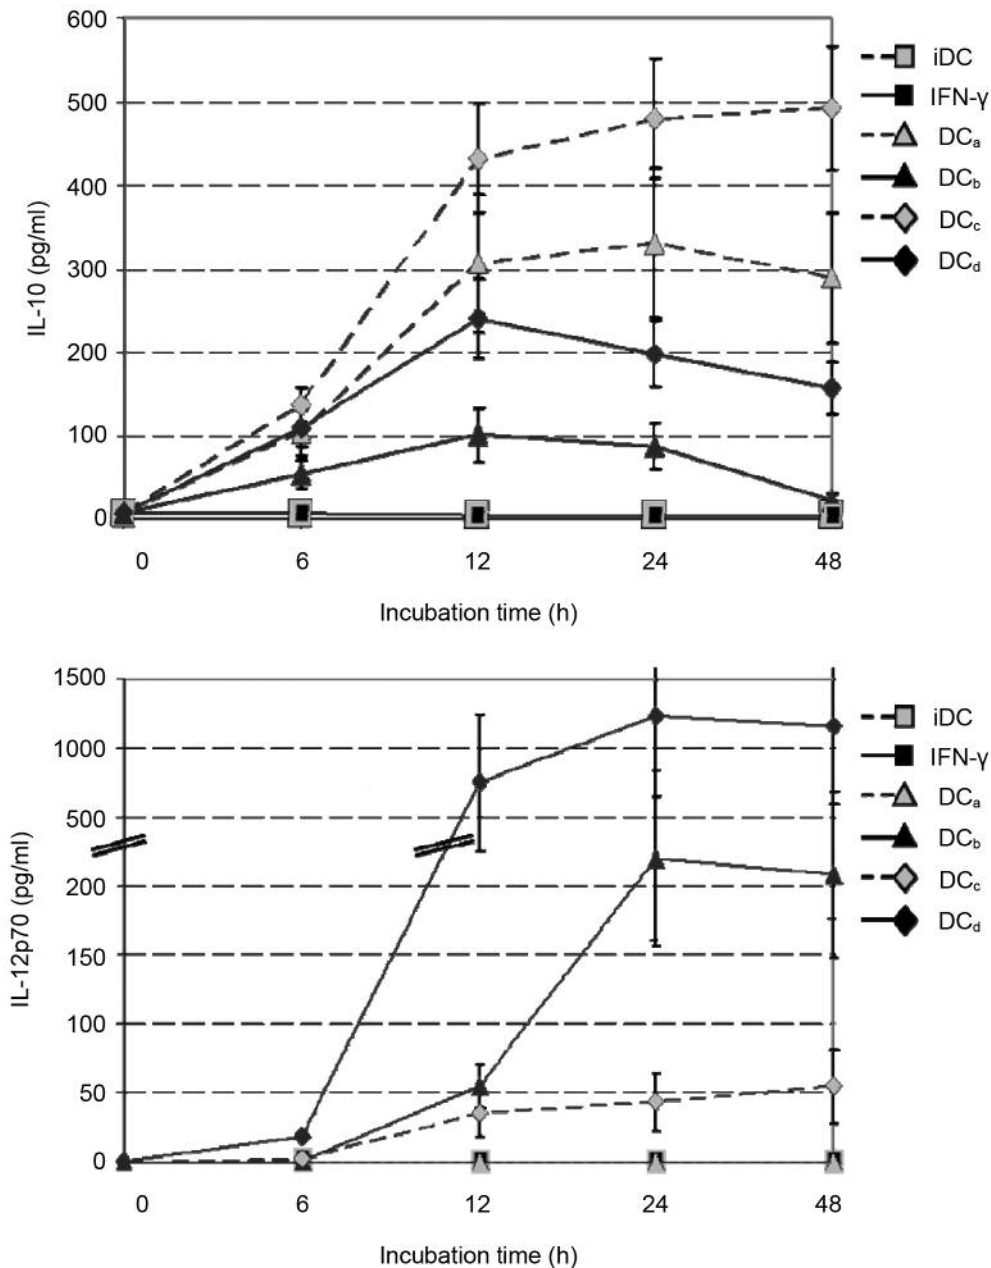 600
500
400
300
200
100
0
IL-10 (pg/ml)
0 6 12 24 48
Incubation time (h)
iDC
IFN-γ
DCa
DCb
DCc
DCd
1500
1000
500
200
150
100
50
0
IL-12p70 (pg/ml)
0 6 12 24 48
Incubation time (h)
iDC
IFN-γ
DCa
DCb
DCc
DCd